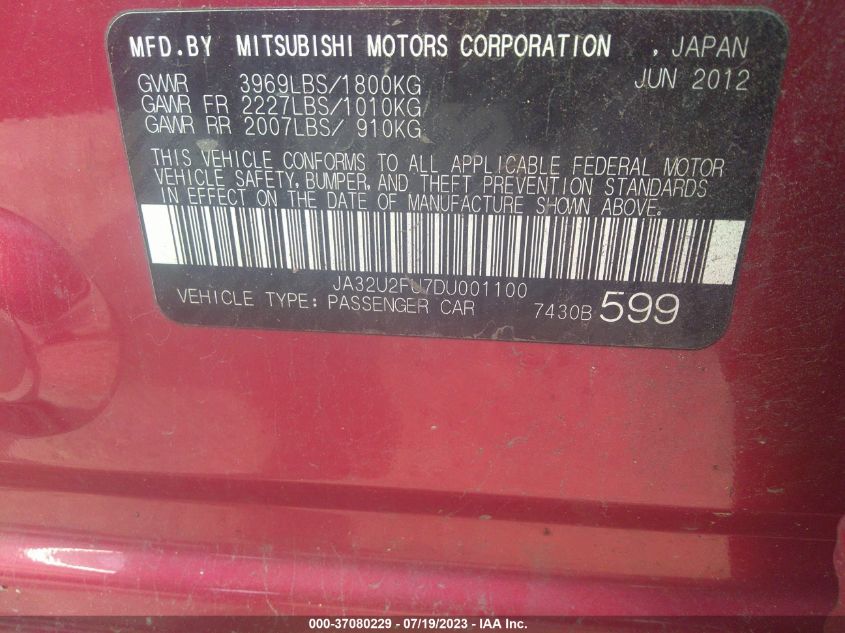 MFD.BY MITSUBISHI MOTORS CORPORATION , JAPAN
GVWR 3969LBS/1800KG JUN 2012
GAWR FR 2227LBS/1010KG
GAWR RR 2007LBS/ 910KG
THIS VEHICLE CONFORMS TO ALL APPLICABLE FEDERAL MOTOR
VEHICLE SAFETY, BUMPER, AND THEFT PREVENTION STANDARDS
IN EFFECT ON THE DATE OF MANUFACTURE SHOWN ABOVE.
JA32U2FU7DU001100
VEHICLE TYPE: PASSENGER CAR 7430B 599
000-37080229 - 07/19/2023 - IAA Inc.